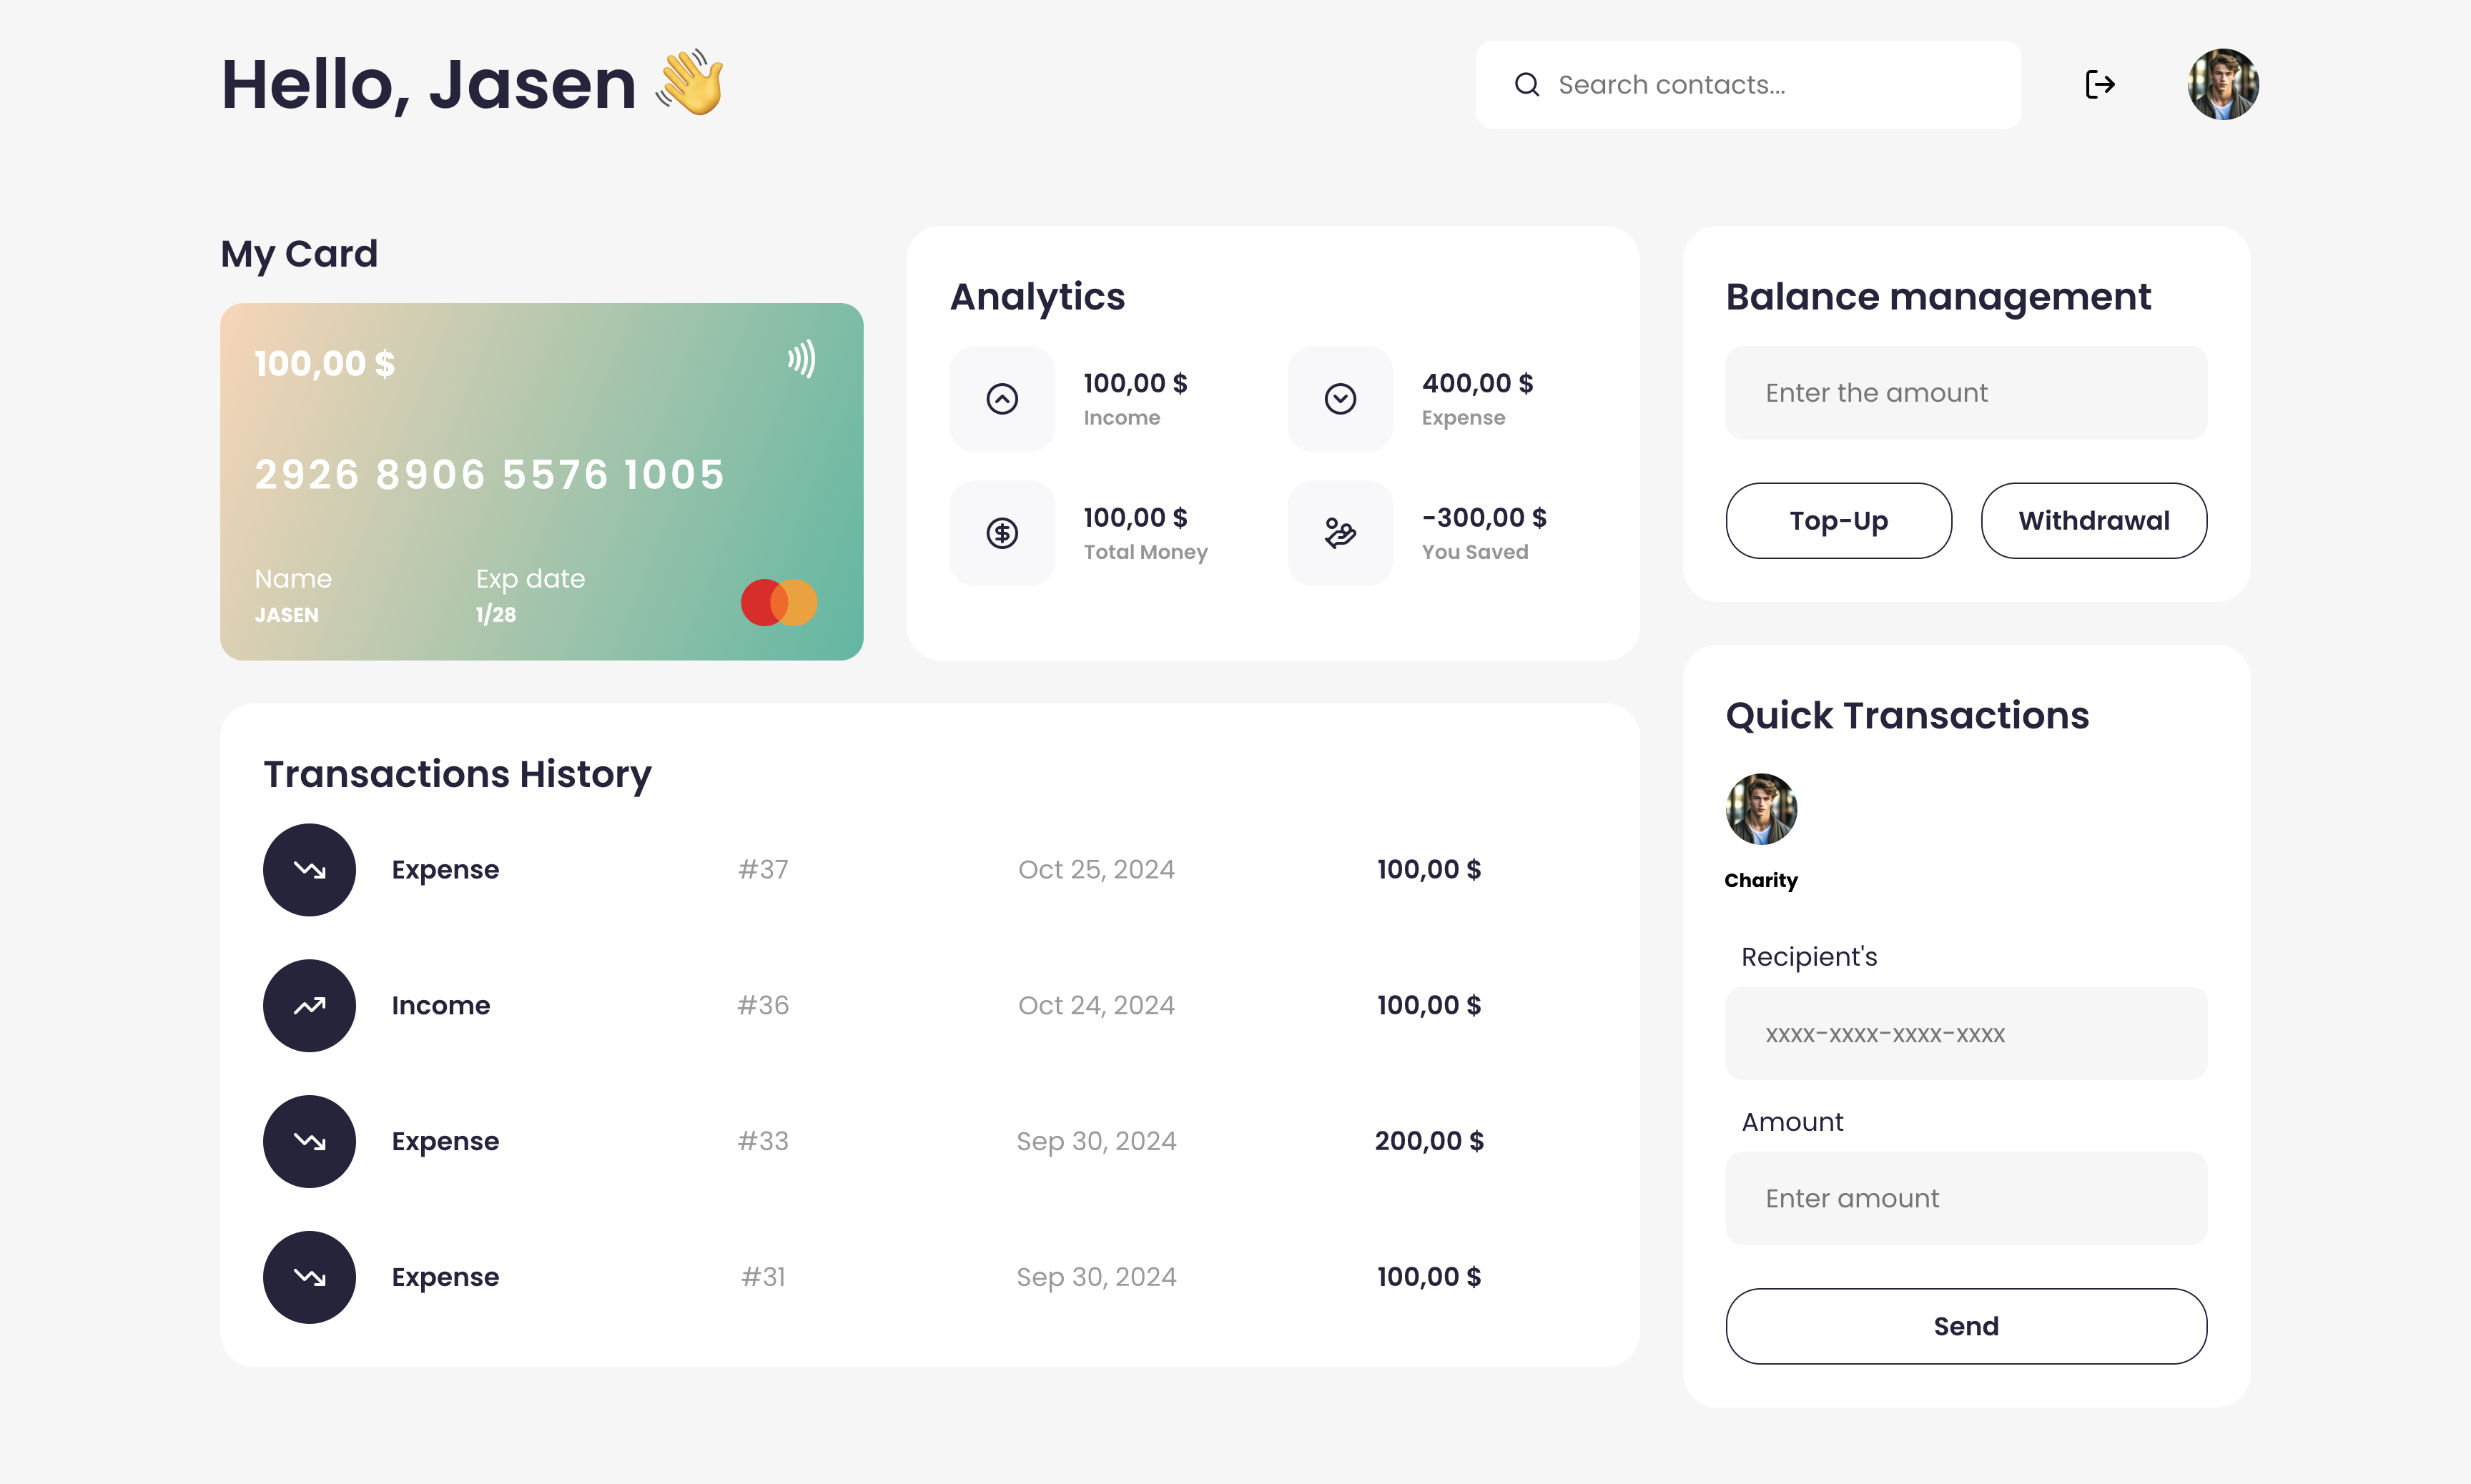 Hello, Jasen 👋
Search contacts...
My Card
100,00 $
2926 8906 5576 1005
Name
JASEN
Exp date
1/28
Analytics
100,00 $
Income
400,00 $
Expense
100,00 $
Total Money
-300,00 $
You Saved
Balance management
Enter the amount
Top-Up
Withdrawal
Transactions History
Expense #37 Oct 25, 2024 100,00 $
Income #36 Oct 24, 2024 100,00 $
Expense #33 Sep 30, 2024 200,00 $
Expense #31 Sep 30, 2024 100,00 $
Quick Transactions
Charity
Recipient's
xxxx-xxxx-xxxx-xxxx
Amount
Enter amount
Send